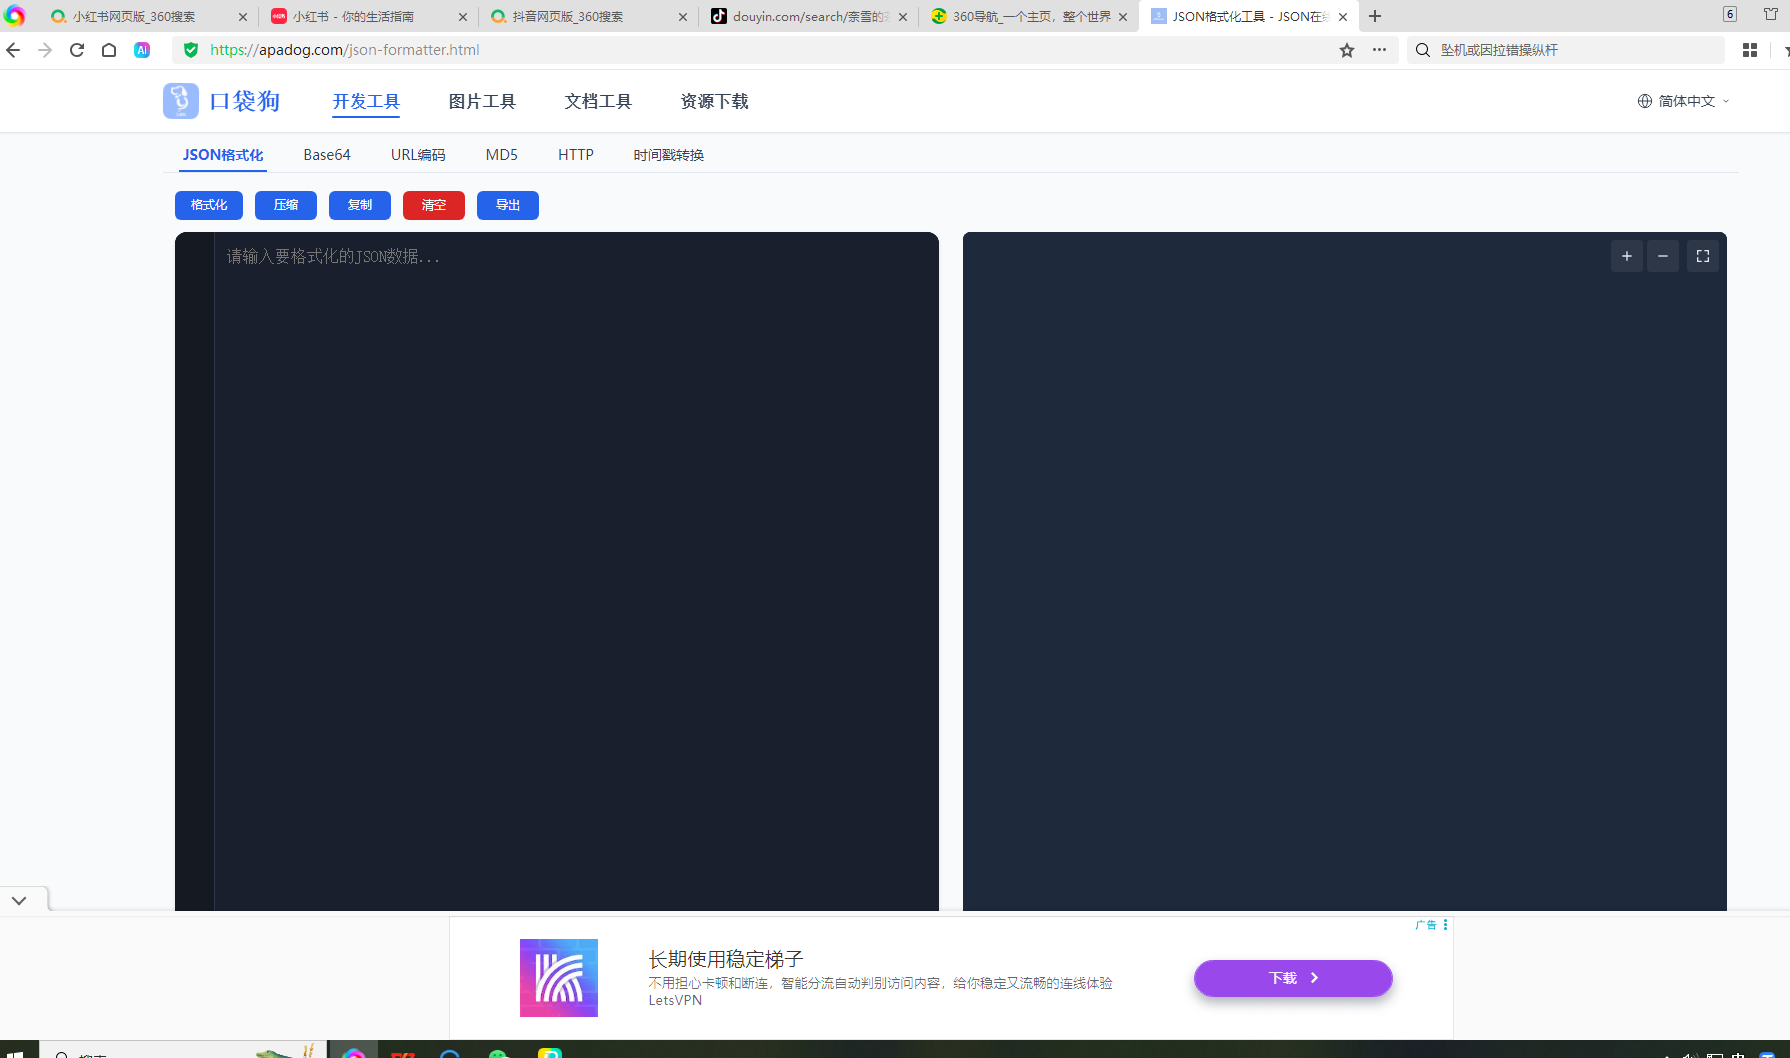 小红书网页版_360搜索
小红书 - 你的生活指南
抖音网页版_360搜索
douyin.com/search/奈雪的
360导航_一个主页，整个世界
JSON格式化工具 - JSON在
6
AI
https://apadog.com/json-formatter.html
坠机或因拉错操纵杆
口袋狗
开发工具
图片工具
文档工具
资源下载
简体中文
JSON格式化
Base64
URL编码
MD5
HTTP
时间戳转换
格式化
压缩
复制
清空
导出
请输入要格式化的JSON数据...
广告
长期使用稳定梯子
不用担心卡顿和断连，智能分流自动判别访问内容，给你稳定又流畅的连线体验
LetsVPN
下载